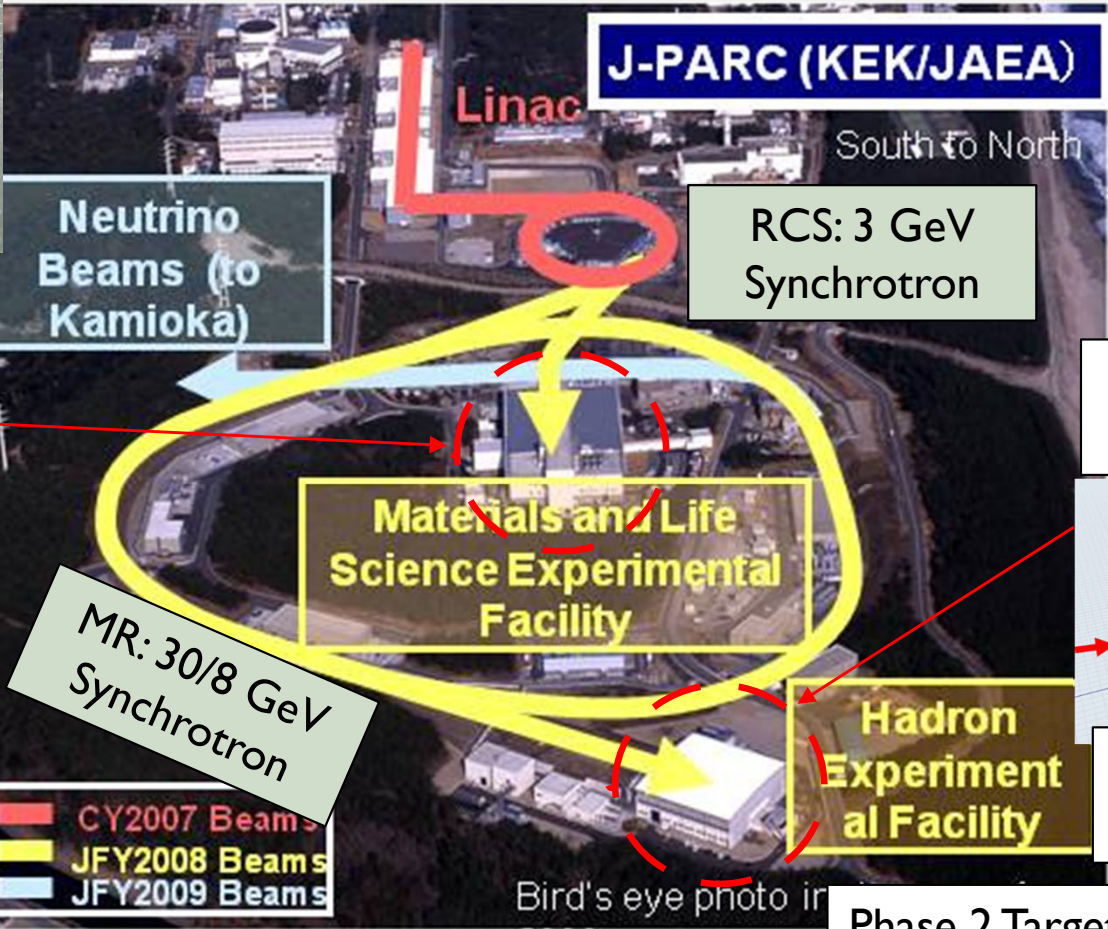 J-PARC (KEK/JAEA）
Linac
South to North
Neutrino
Beams (to
Kamioka)
RCS: 3 GeV
Synchrotron
Materials and Life
Science Experimental
Facility
MR: 30/8 GeV
Synchrotron
Hadron
Experiment
al Facility
CY2007 Beams
JFY2008 Beams
JFY2009 Beams
Bird's eye photo in
Phase 2 Target